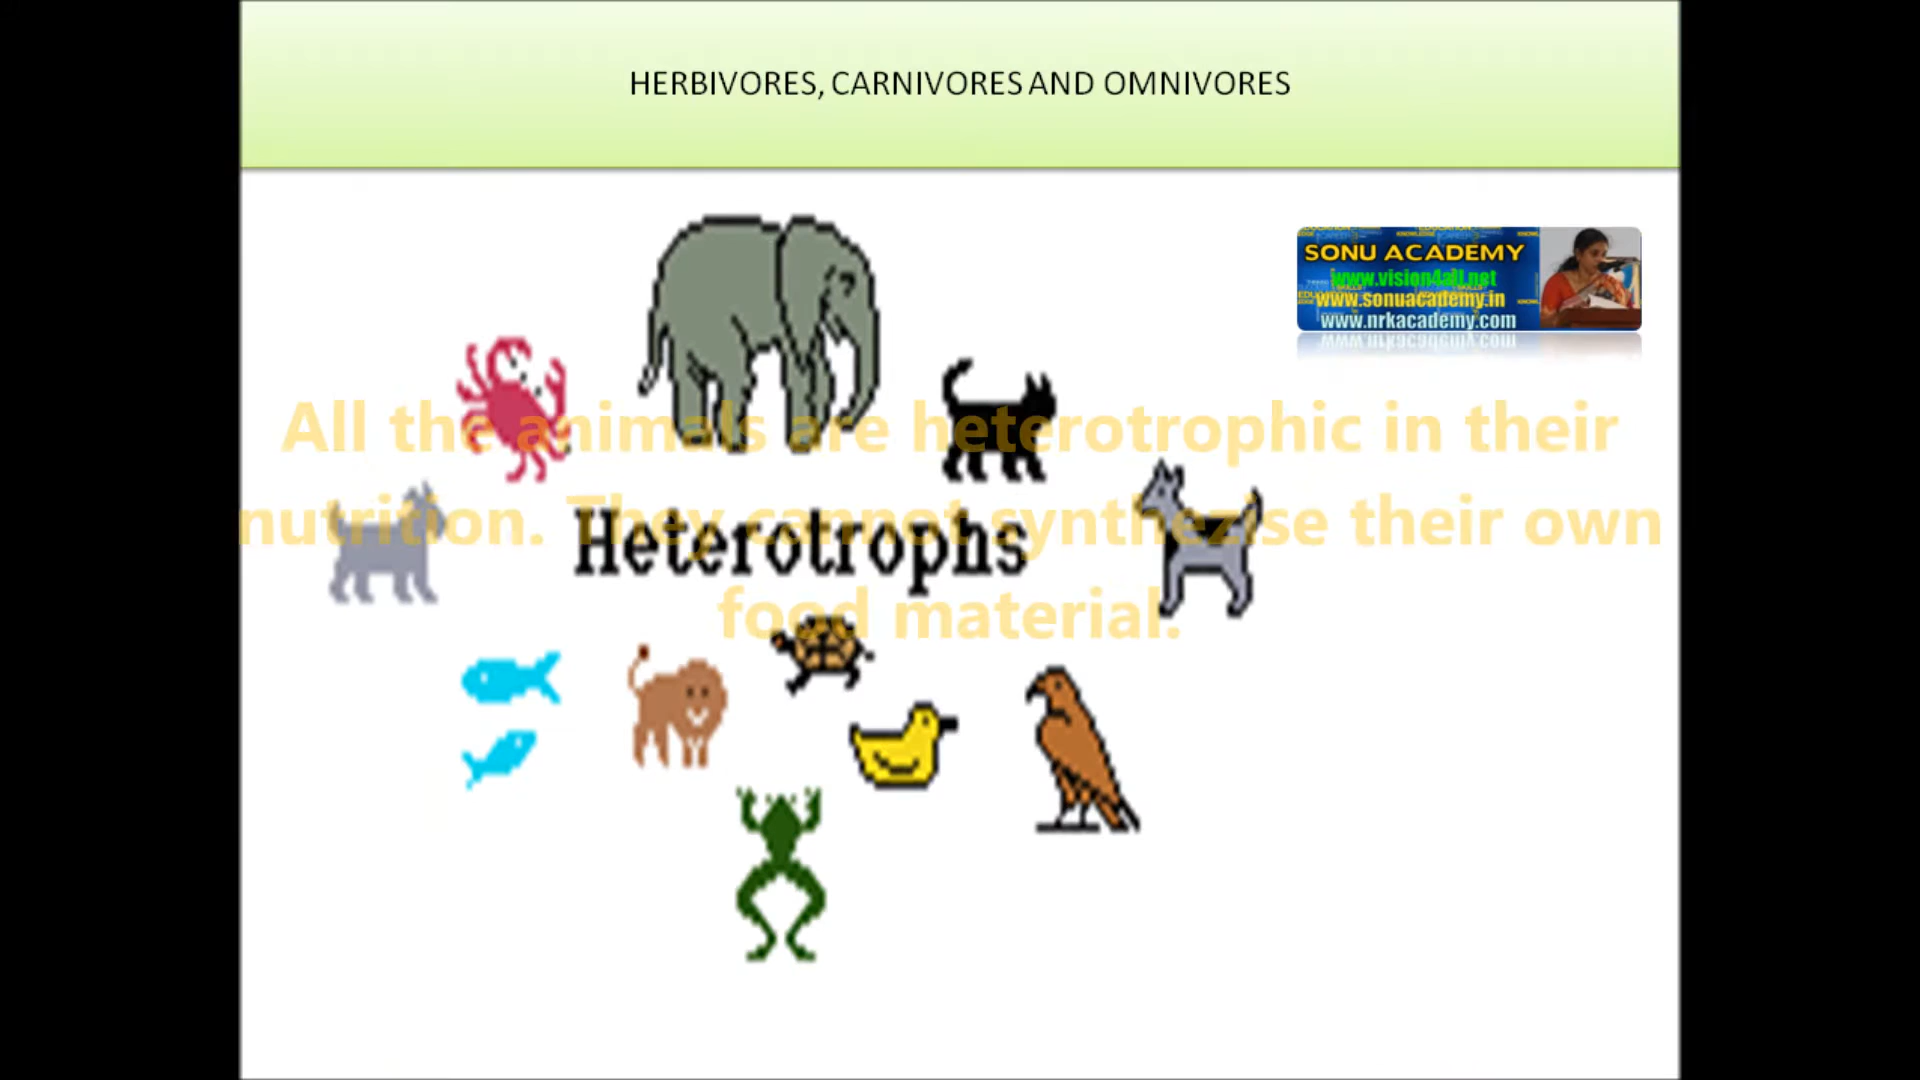 HERBIVORES, CARNIVORES AND OMNIVORES
SONU ACADEMY
www.vision4all.net
www.sonuacademy.in
www.nrkacademy.com
All the animals are heterotrophic in their
nutrition. They cannot synthezise their own
food material.
Heterotrophs